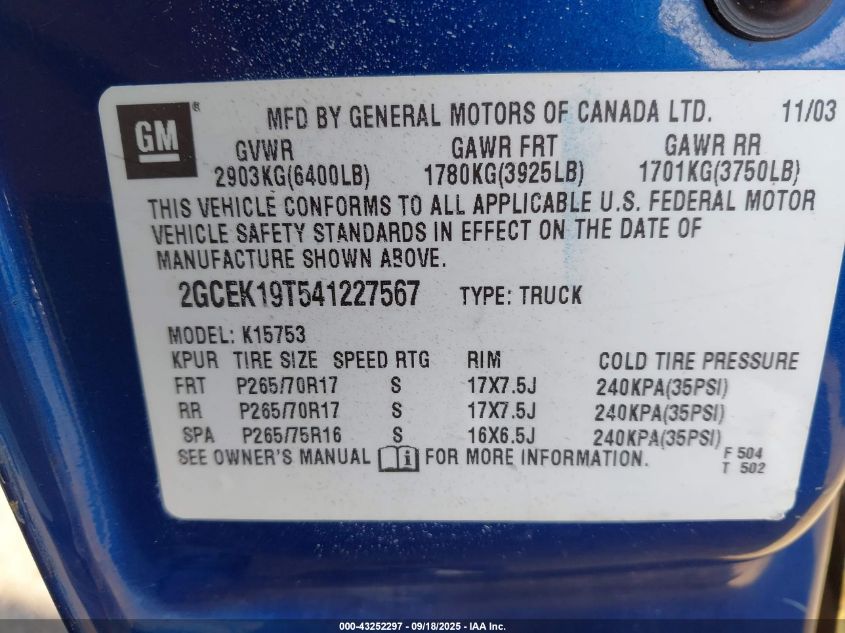 GM ® MFD BY GENERAL MOTORS OF CANADA LTD. 11/03
GVWR GAWR FRT GAWR RR
2903KG(6400LB) 1780KG(3925LB) 1701KG(3750LB)
THIS VEHICLE CONFORMS TO ALL APPLICABLE U.S. FEDERAL MOTOR
VEHICLE SAFETY STANDARDS IN EFFECT ON THE DATE OF
MANUFACTURE SHOWN ABOVE.
2GCEK19T541227567 TYPE: TRUCK
MODEL: K15753
KPUR TIRE SIZE SPEED RTG RIM COLD TIRE PRESSURE
FRT P265/70R17 S 17X7.5J 240KPA(35PSI)
RR P265/70R17 S 17X7.5J 240KPA(35PSI)
SPA P265/75R16 S 16X6.5J 240KPA(35PSI)
SEE OWNER'S MANUAL i FOR MORE INFORMATION. F 504
T 502
000-43252297 - 09/18/2025 - IAA Inc.